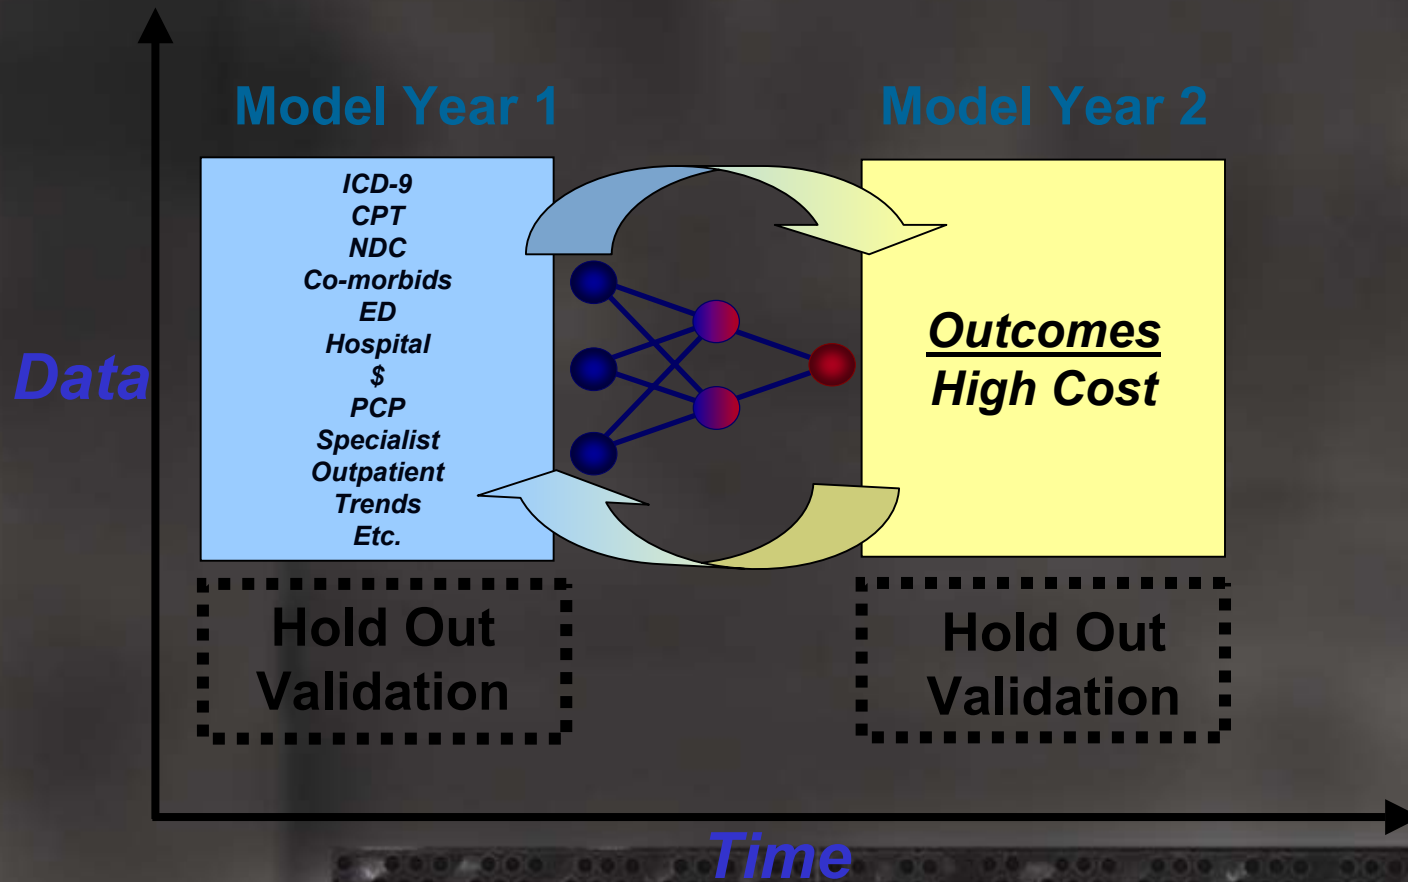 Model Year 1
Model Year 2
ICD-9
CPT
NDC
Co-morbids
ED
Hospital
$
PCP
Specialist
Outpatient
Trends
Etc.
Outcomes
High Cost
Data
Hold Out
Validation
Hold Out
Validation
Time